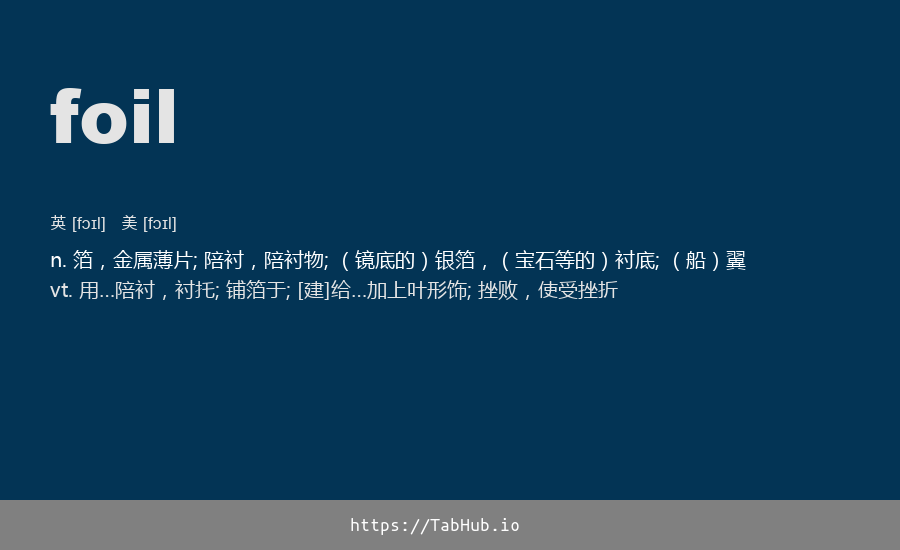 foil
英 [fɔɪl] 美 [fɔɪl]
n. 箔，金属薄片; 陪衬，陪衬物; （镜底的）银箔，（宝石等的）衬底; （船）翼
vt. 用…陪衬，衬托; 铺箔于; [建]给…加上叶形饰; 挫败，使受挫折
https://TabHub.io